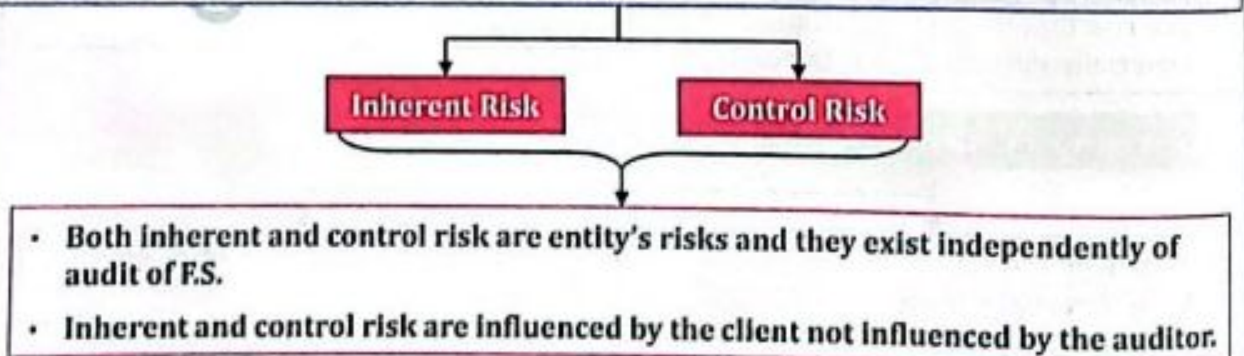 Inherent Risk
Control Risk
• Both inherent and control risk are entity's risks and they exist independently of
audit of F.S.
• Inherent and control risk are influenced by the client not influenced by the auditor.